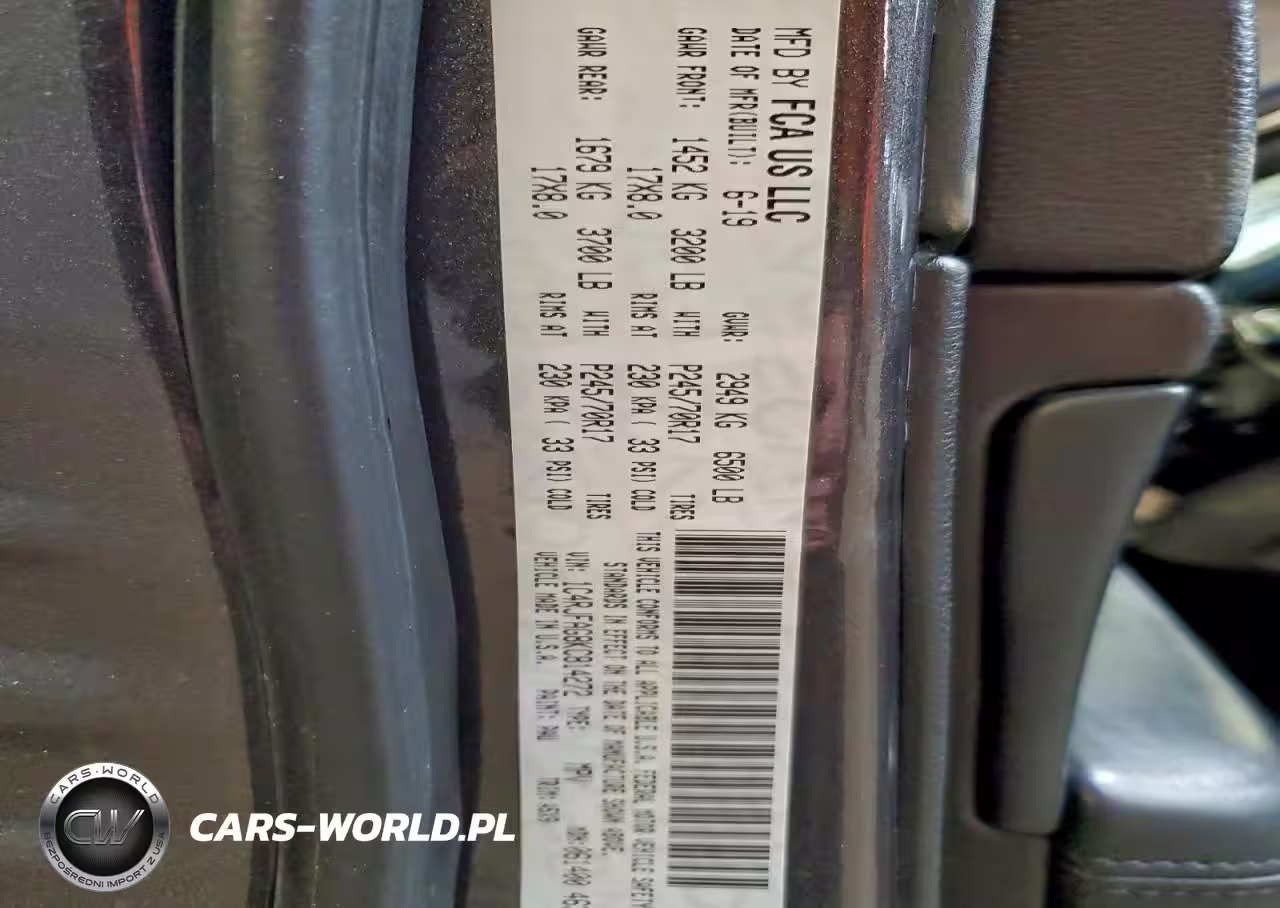 MFD BY FCA US LLC
DATE OF MFR(BUILT): 6-19 GVWR: 2949 KG 6500 LB
GAWR FRONT: 1452 KG 3200 LB WITH P245/70R17 TIRES
17X8.0 RIMS AT 230 KPA ( 33 PSI) COLD
GAWR REAR: 1679 KG 3700 LB WITH P245/70R17 TIRES
17X8.0 RIMS AT 230 KPA ( 33 PSI) COLD
THIS VEHICLE CONFORMS TO ALL APPLICABLE U.S.A. FEDERAL MOTOR VEHICLE SAFETY
STANDARDS IN EFFECT ON THE DATE OF MANUFACTURE SHOWN ABOVE.
VIN: 1C4RJFAG8KC814272 TYPE: MPV
VEHICLE MADE IN U.S.A. PAINT: PAU
CARS-WORLD
CW
BEZPOŚREDNI IMPORT Z USA
CARS-WORLD.PL